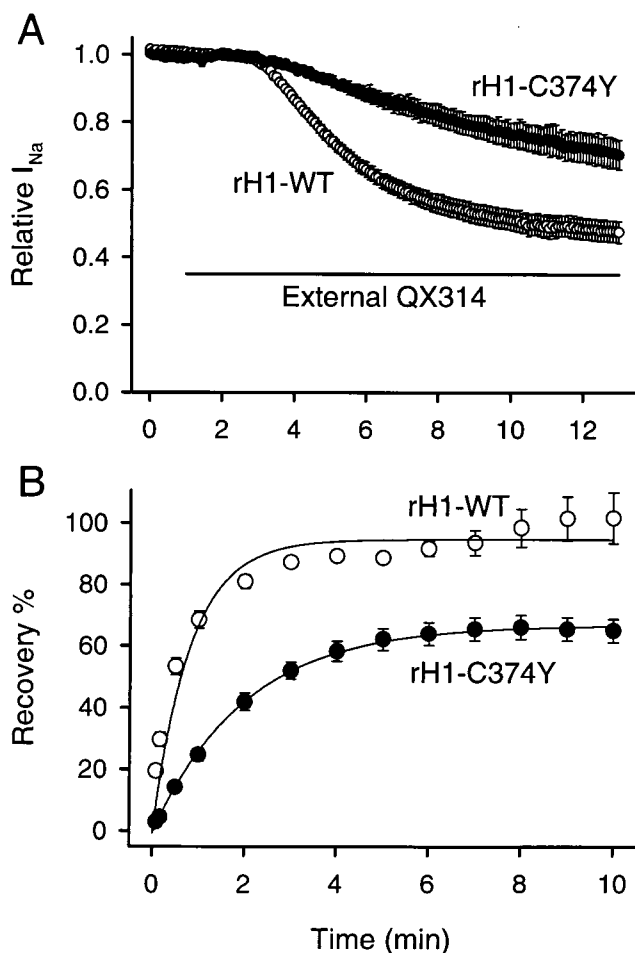 A
Relative I_Na
1.0
0.8
0.6
0.4
0.2
0.0
rH1-C374Y
rH1-WT
External QX314
0 2 4 6 8 10 12
B
Recovery %
100
80
60
40
20
0
rH1-WT
rH1-C374Y
0 2 4 6 8 10
Time (min)